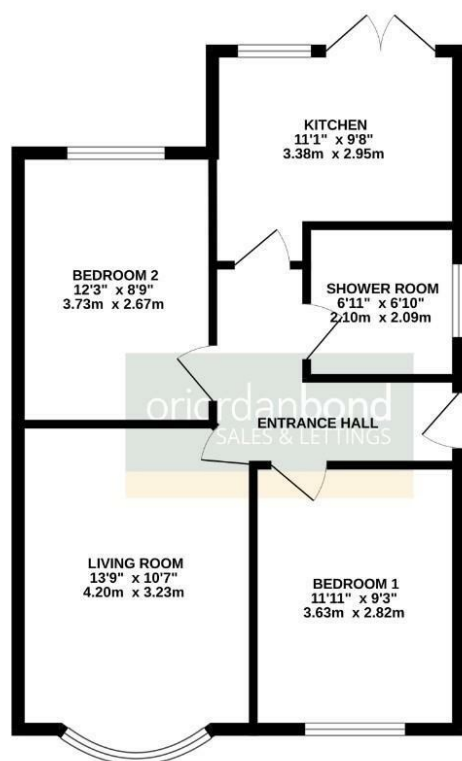 KITCHEN
11'1" x 9'8"
3.38m x 2.95m
BEDROOM 2
12'3" x 8'9"
3.73m x 2.67m
SHOWER ROOM
6'11" x 6'10"
2.10m x 2.09m
oriordanbond
SALES & LETTINGS
ENTRANCE HALL
LIVING ROOM
13'9" x 10'7"
4.20m x 3.23m
BEDROOM 1
11'11" x 9'3"
3.63m x 2.82m